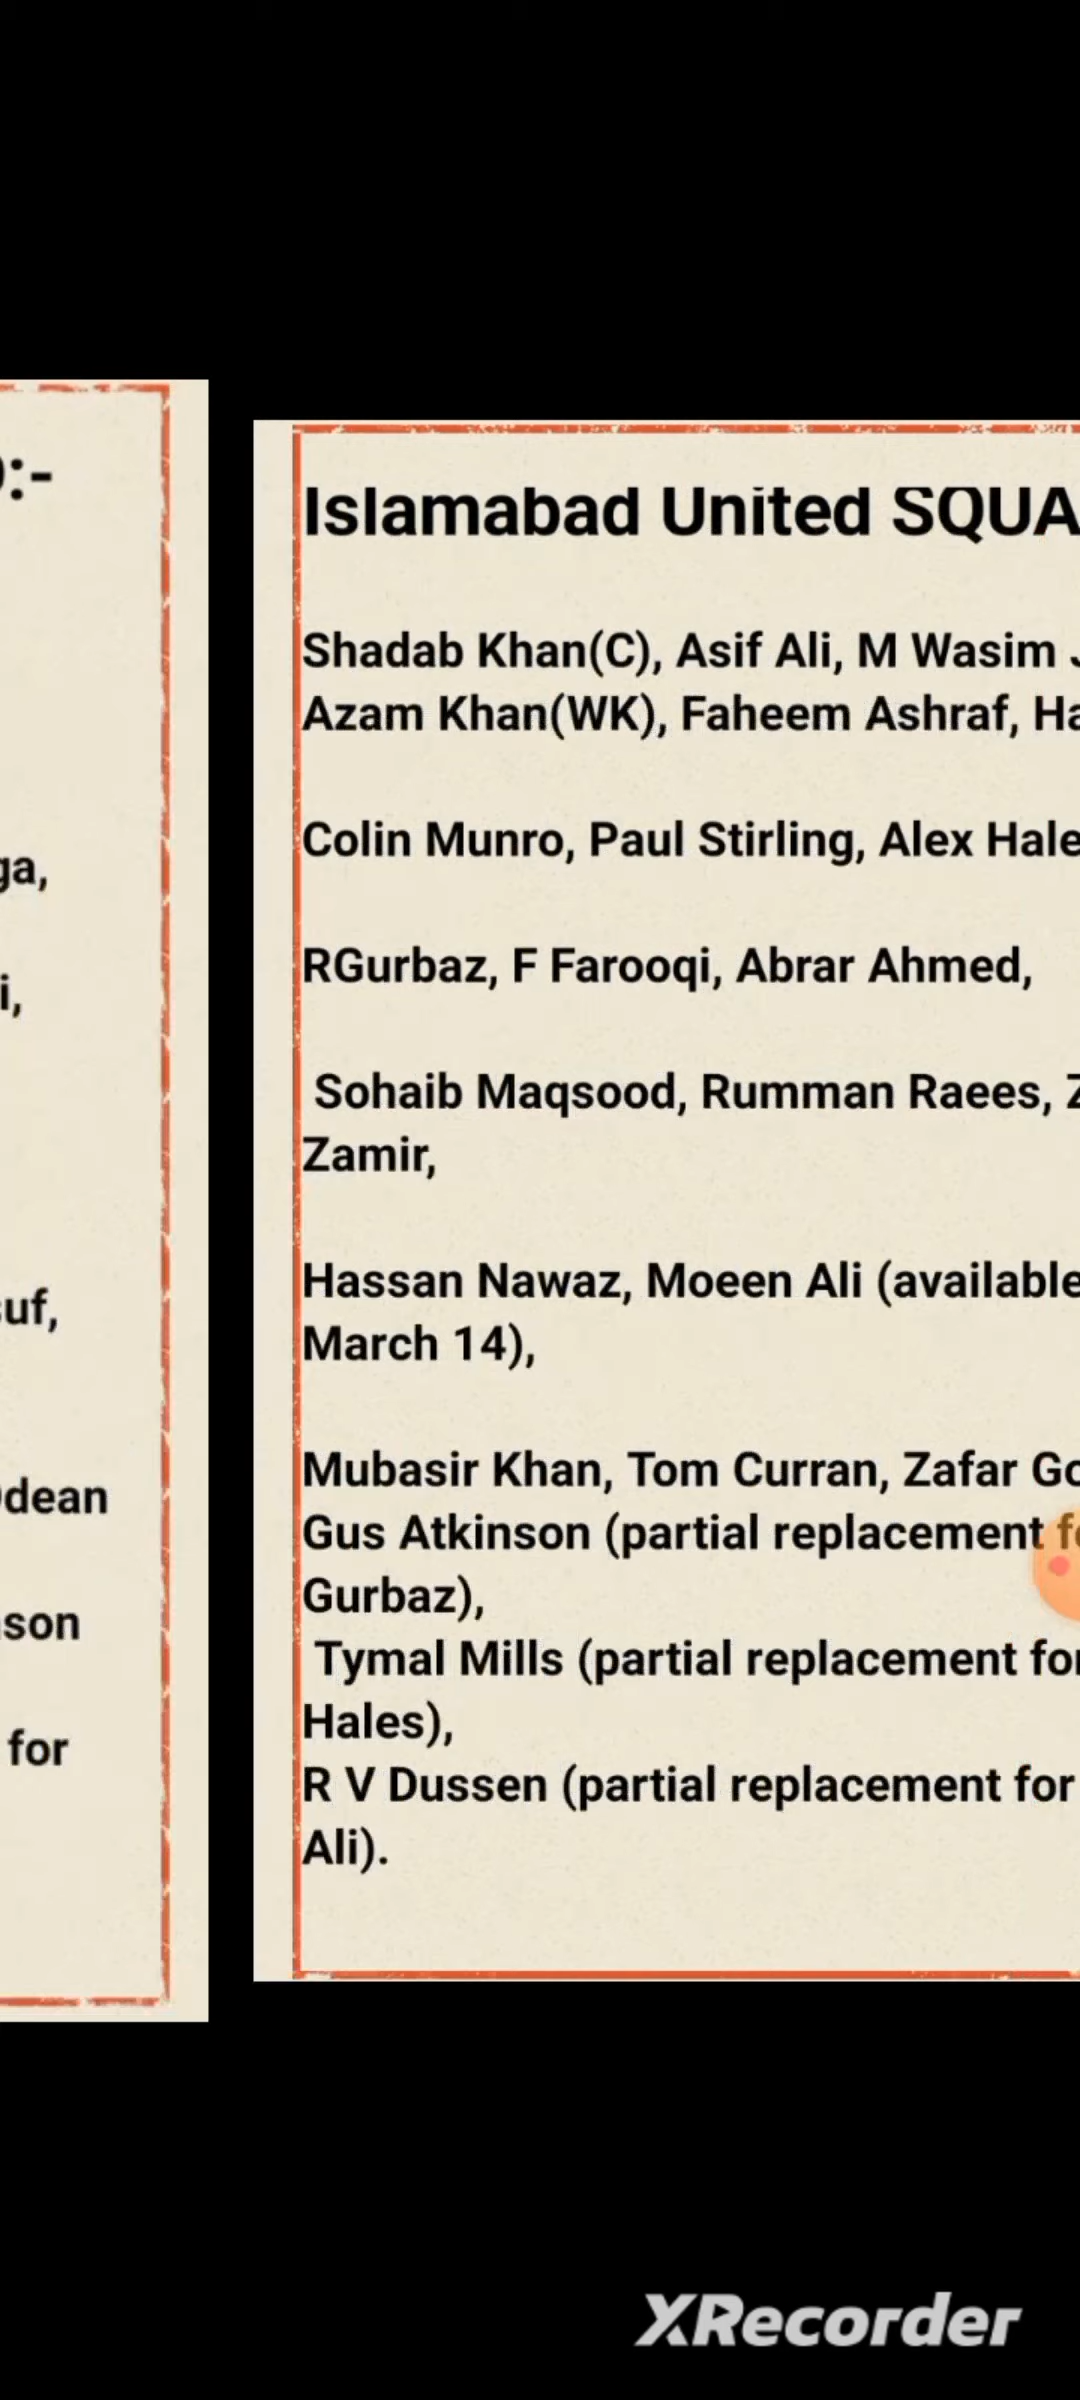 :-
ga,
i,
suf,
dean
son
for
Islamabad United SQUA
Shadab Khan(C), Asif Ali, M Wasim
Azam Khan(WK), Faheem Ashraf, Ha
Colin Munro, Paul Stirling, Alex Hale
RGurbaz, F Farooqi, Abrar Ahmed,
Sohaib Maqsood, Rumman Raees, Z
Zamir,
Hassan Nawaz, Moeen Ali (available
March 14),
Mubasir Khan, Tom Curran, Zafar Go
Gus Atkinson (partial replacement f
Gurbaz),
Tymal Mills (partial replacement for
Hales),
R V Dussen (partial replacement for
Ali).
XRecorder